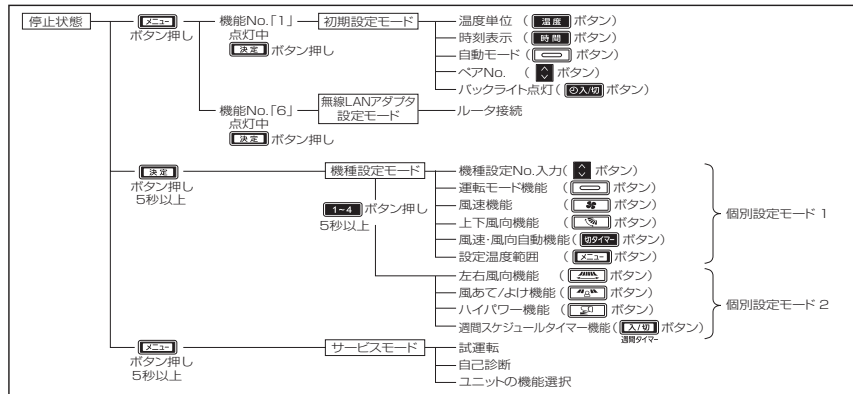 停止状態
メニュー
ボタン押し
機能No.「1」
点灯中
決定 ボタン押し
初期設定モード
温度単位 ( 温度 ボタン)
時刻表示 ( 時間 ボタン)
自動モード ( ボタン)
ペアNo. ( ボタン)
バックライト点灯 ( 入/切 ボタン)
機能No.「6」
点灯中
決定 ボタン押し
無線LANアダプタ
設定モード
ルータ接続
決定
ボタン押し
5秒以上
機種設定モード
1~4 ボタン押し
5秒以上
機種設定No.入力( ボタン)
運転モード機能 ( ボタン)
風速機能 ( ボタン)
上下風向機能 ( ボタン)
風速・風向自動機能( 切タイマー ボタン)
設定温度範囲 ( メニュー ボタン)
個別設定モード 1
左右風向機能 ( ボタン)
風あて/よけ機能( ボタン)
ハイパワー機能 ( ボタン)
週間スケジュールタイマー機能( 入/切 ボタン)
週間タイマー
個別設定モード 2
メニュー
ボタン押し
5秒以上
サービスモード
試運転
自己診断
ユニットの機能選択